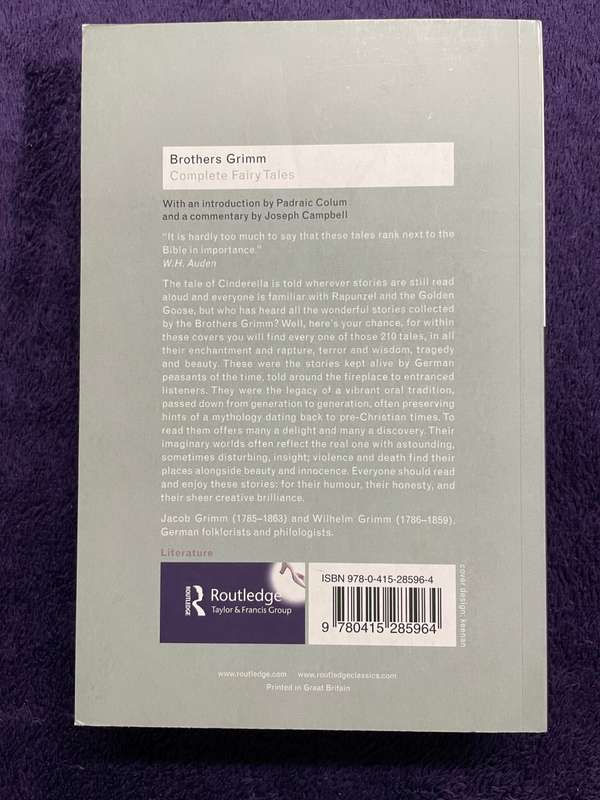 Brothers Grimm
Complete Fairy Tales
With an introduction by Padraic Colum
and a commentary by Joseph Campbell
"It is hardly too much to say that these tales rank next to the
Bible in importance."
W.H. Auden
The tale of Cinderella is told wherever stories are still read
aloud and everyone is familiar with Rapunzel and the Golden
Goose, but who has heard all the wonderful stories collected
by the Brothers Grimm? Well, here's your chance, for within
these covers you will find every one of those 210 tales, in all
their enchantment and rapture, terror and wisdom, tragedy
and beauty. These were the stories kept alive by German
peasants of the time, told around the fireplace to entranced
listeners. They were the legacy of a vibrant oral tradition,
passed down from generation to generation, often preserving
hints of a mythology dating back to pre-Christian times. To
read them offers many a delight and many a discovery. Their
imaginary worlds often reflect the real one with astounding,
sometimes disturbing, insight; violence and death find their
places alongside beauty and innocence. Everyone should read
and enjoy these stories: for their humour, their honesty, and
their sheer creative brilliance.
Jacob Grimm (1785–1863) and Wilhelm Grimm (1786–1859).
German folklorists and philologists.
Literature
ROUTLEDGE
Routledge
Taylor & Francis Group
ISBN 978-0-415-28596-4
9 780415 285964
cover design: keenan
www.routledge.com www.routledgeclassics.com
Printed in Great Britain